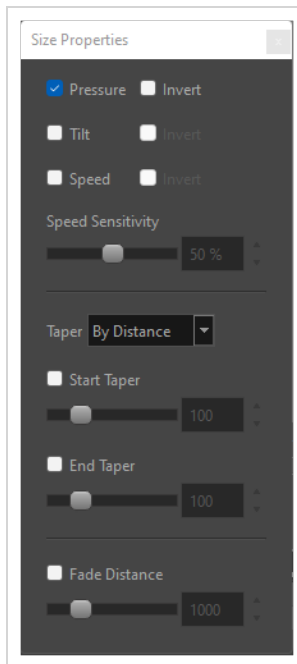 Size Properties
Pressure Invert
Tilt Invert
Speed Invert
Speed Sensitivity
50 %
Taper By Distance
Start Taper
100
End Taper
100
Fade Distance
1000